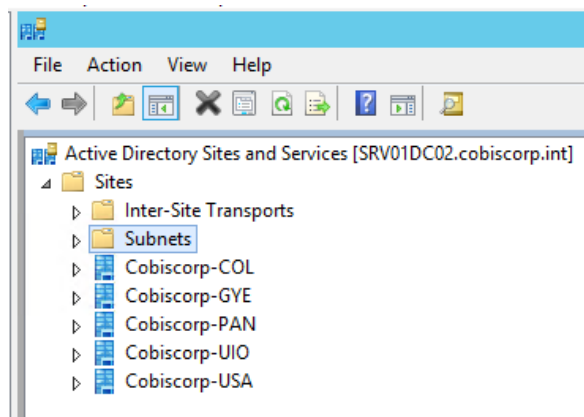 File Action View Help
Active Directory Sites and Services [SRV01DC02.cobiscorp.int]
Sites
Inter-Site Transports
Subnets
Cobiscorp-COL
Cobiscorp-GYE
Cobiscorp-PAN
Cobiscorp-UIO
Cobiscorp-USA